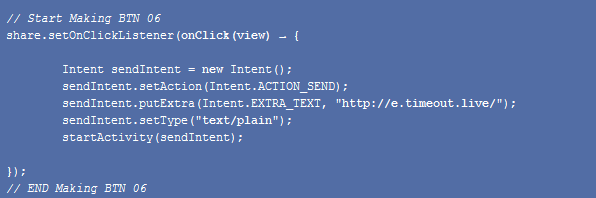 // Start Making BTN 06
share.setOnClickListener(onClick(view) → {
Intent sendIntent = new Intent();
sendIntent.setAction(Intent.ACTION_SEND);
sendIntent.putExtra(Intent.EXTRA_TEXT, "http://e.timeout.live/");
sendIntent.setType("text/plain");
startActivity(sendIntent);
});
// END Making BTN 06